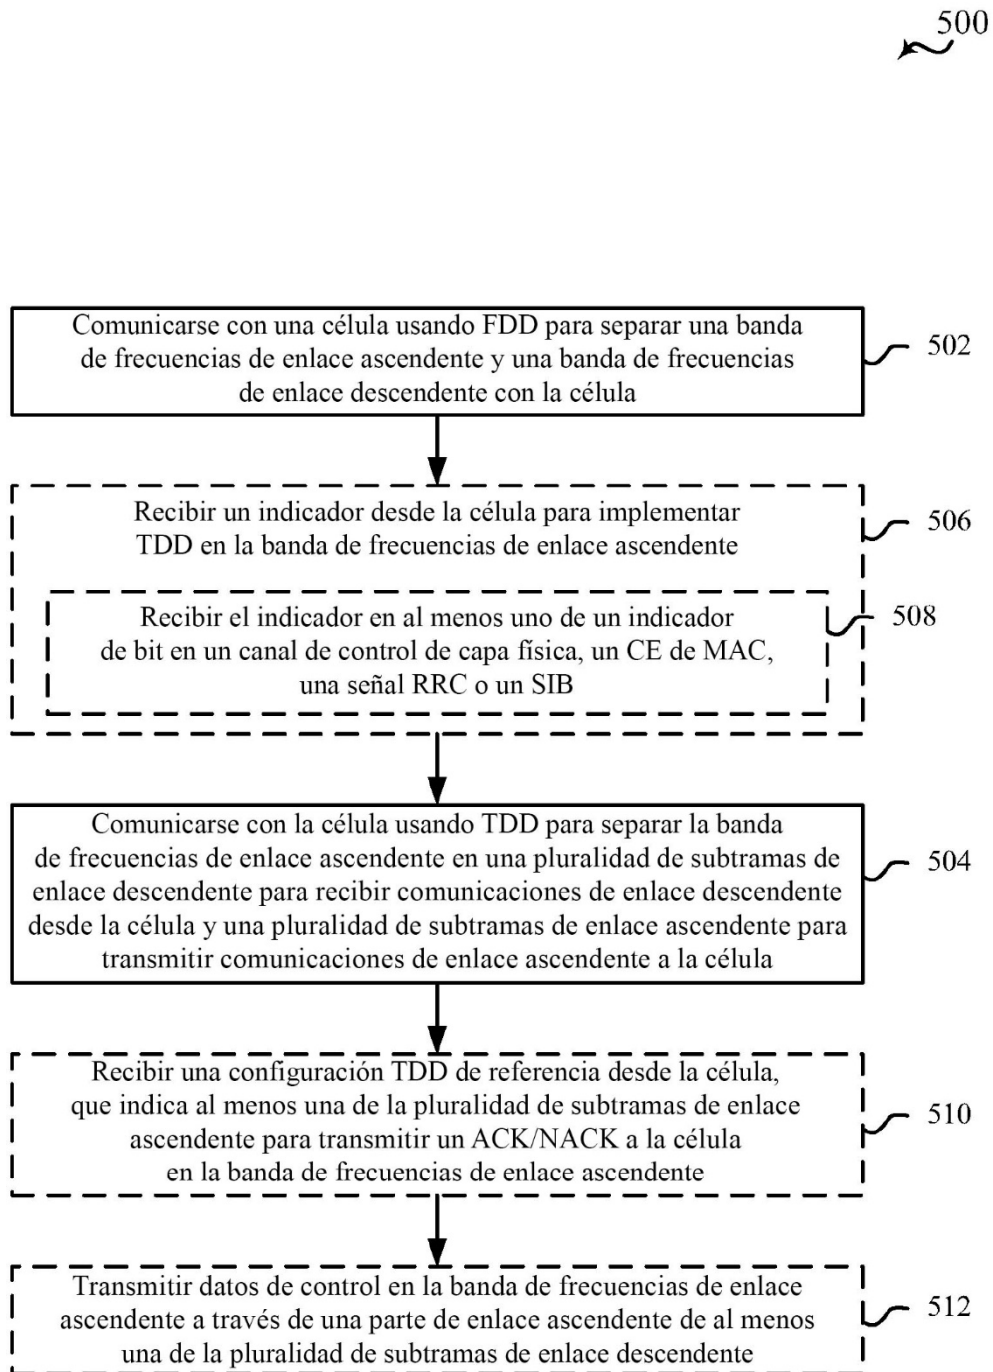 500
Comunicarse con una célula usando FDD para separar una banda
de frecuencias de enlace ascendente y una banda de frecuencias
de enlace descendente con la célula
502
Recibir un indicador desde la célula para implementar
TDD en la banda de frecuencias de enlace ascendente
506
Recibir el indicador en al menos uno de un indicador
de bit en un canal de control de capa física, un CE de MAC,
una señal RRC o un SIB
508
Comunicarse con la célula usando TDD para separar la banda
de frecuencias de enlace ascendente en una pluralidad de subtramas de
enlace descendente para recibir comunicaciones de enlace descendente
desde la célula y una pluralidad de subtramas de enlace ascendente para
transmitir comunicaciones de enlace ascendente a la célula
504
Recibir una configuración TDD de referencia desde la célula,
que indica al menos una de la pluralidad de subtramas de enlace
ascendente para transmitir un ACK/NACK a la célula
en la banda de frecuencias de enlace ascendente
510
Transmitir datos de control en la banda de frecuencias de enlace
ascendente a través de una parte de enlace ascendente de al menos
una de la pluralidad de subtramas de enlace descendente
512